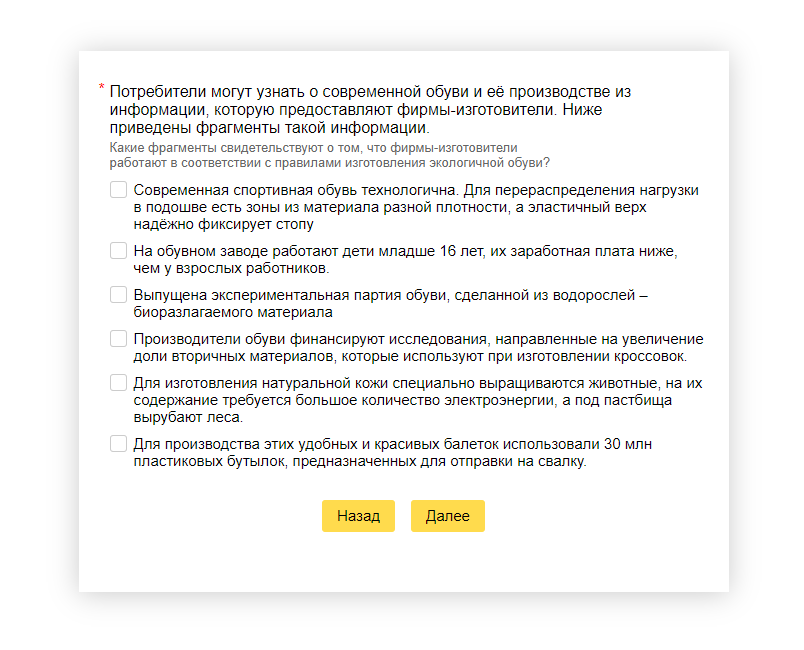 * Потребители могут узнать о современной обуви и её производстве из
информации, которую предоставляют фирмы-изготовители. Ниже
приведены фрагменты такой информации.
Какие фрагменты свидетельствуют о том, что фирмы-изготовители
работают в соответствии с правилами изготовления экологичной обуви?
Современная спортивная обувь технологична. Для перераспределения нагрузки
в подошве есть зоны из материала разной плотности, а эластичный верх
надёжно фиксирует стопу
На обувном заводе работают дети младше 16 лет, их заработная плата ниже,
чем у взрослых работников.
Выпущена экспериментальная партия обуви, сделанной из водорослей –
биоразлагаемого материала
Производители обуви финансируют исследования, направленные на увеличение
доли вторичных материалов, которые используют при изготовлении кроссовок.
Для изготовления натуральной кожи специально выращиваются животные, на их
содержание требуется большое количество электроэнергии, а под пастбища
вырубают леса.
Для производства этих удобных и красивых балеток использовали 30 млн
пластиковых бутылок, предназначенных для отправки на свалку.
Назад Далее